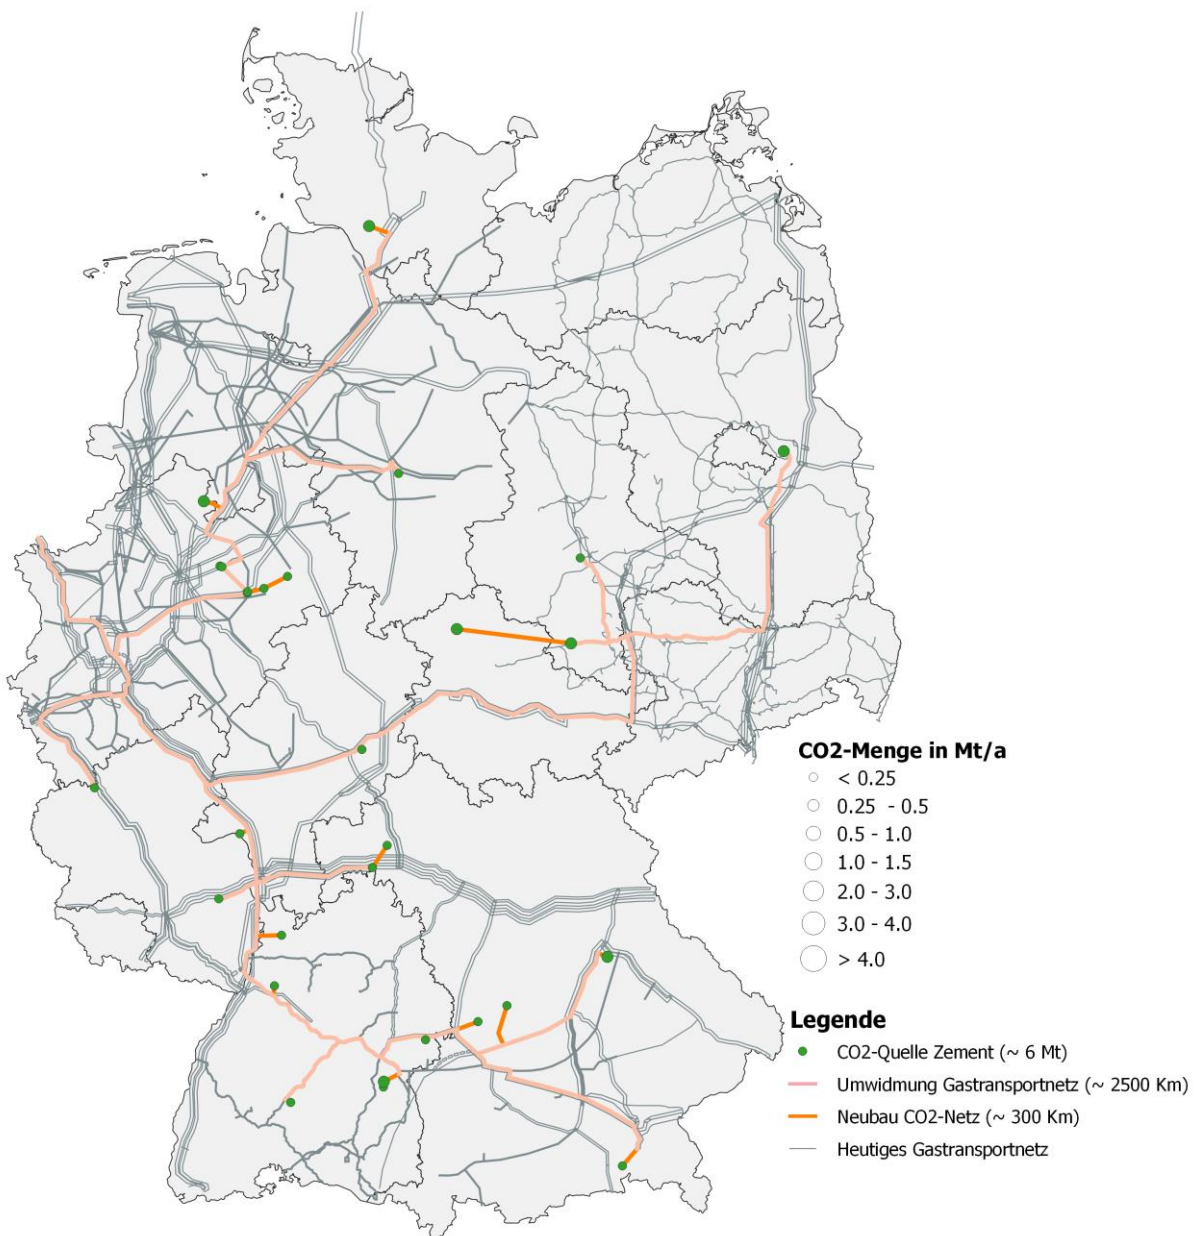 CO2-Menge in Mt/a
< 0.25
0.25 - 0.5
0.5 - 1.0
1.0 - 1.5
2.0 - 3.0
3.0 - 4.0
> 4.0
Legende
CO2-Quelle Zement (~ 6 Mt)
Umwidmung Gastransportnetz (~ 2500 Km)
Neubau CO2-Netz (~ 300 Km)
Heutiges Gastransportnetz